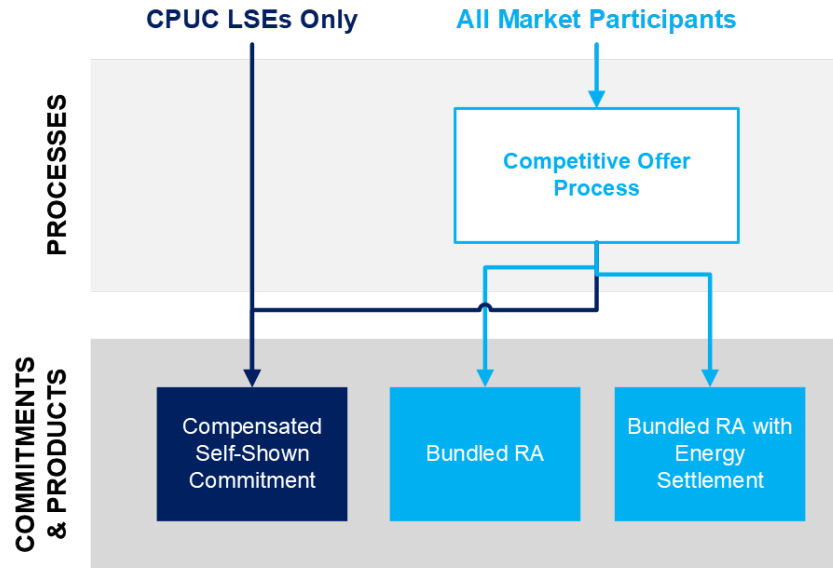 CPUC LSEs Only
All Market Participants
PROCESSES
Competitive Offer
Process
COMMITMENTS
& PRODUCTS
Compensated
Self-Shown
Commitment
Bundled RA
Bundled RA with
Energy
Settlement